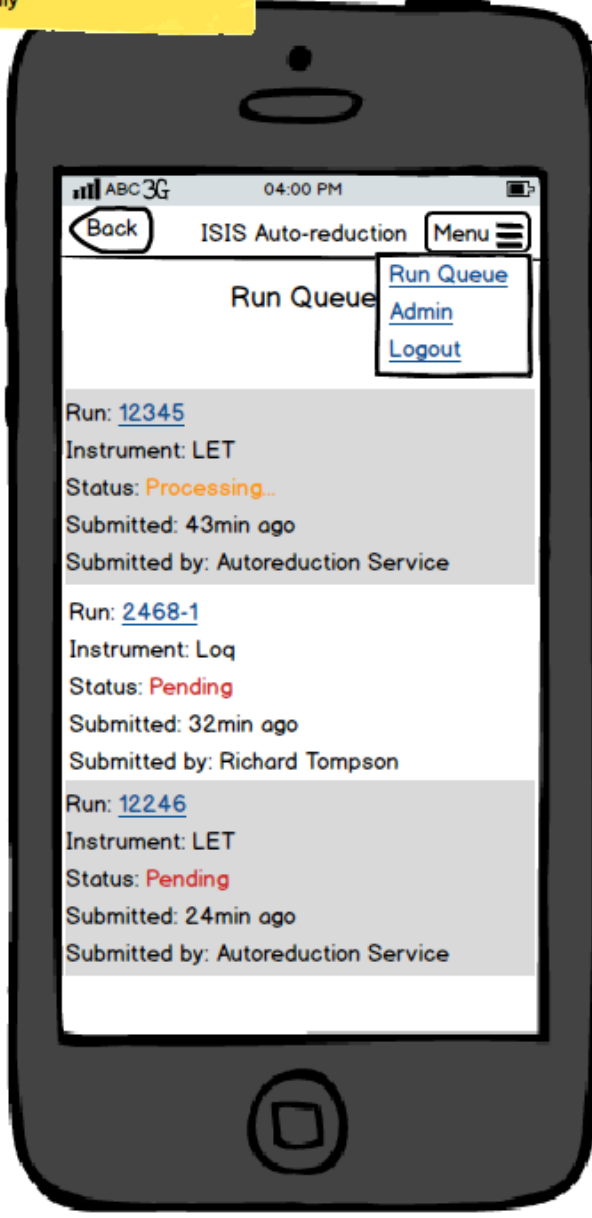 ABC 3G 04:00 PM
Back ISIS Auto-reduction Menu
Run Queue
Run Queue
Admin
Logout
Run: 12345
Instrument: LET
Status: Processing...
Submitted: 43min ago
Submitted by: Autoreduction Service
Run: 2468-1
Instrument: Loq
Status: Pending
Submitted: 32min ago
Submitted by: Richard Tompson
Run: 12246
Instrument: LET
Status: Pending
Submitted: 24min ago
Submitted by: Autoreduction Service